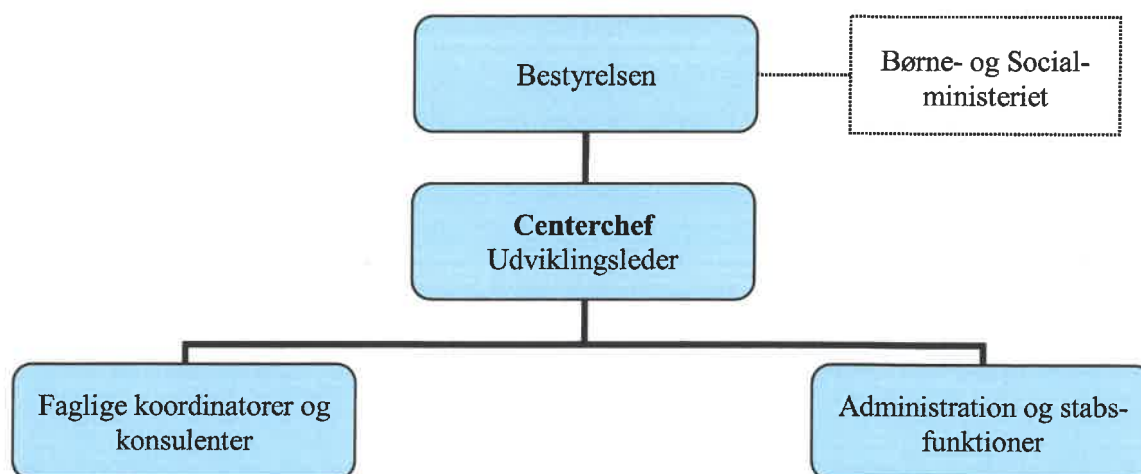 Bestyrelsen
Børne- og Social-
ministeriet
Centerchef
Udviklingsleder
Faglige koordinatorer og
konsulenter
Administration og stabs-
funktioner